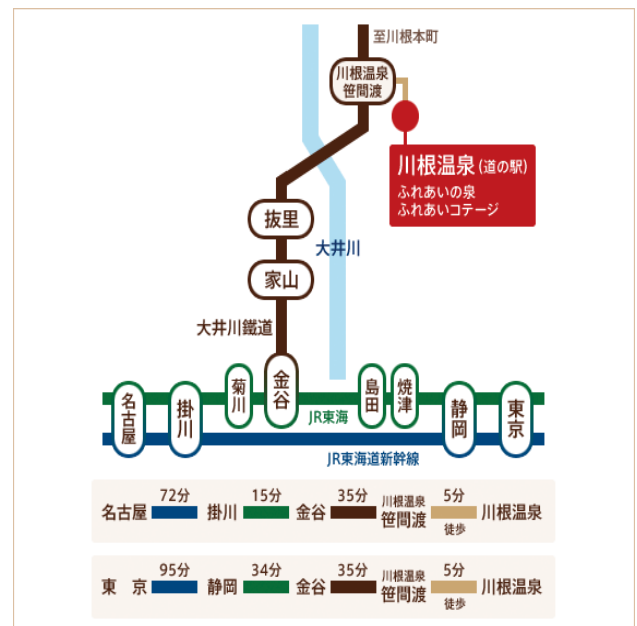 至川根本町
川根温泉
笹間渡
川根温泉(道の駅)
ふれあいの泉
ふれあいコテージ
抜里
大井川
家山
大井川鐵道
名古屋
掛川
菊川
金谷
島田
焼津
静岡
東京
JR東海
JR東海道新幹線
名古屋 72分 掛川 15分 金谷 35分 川根温泉笹間渡 5分 徒歩 川根温泉
東 京 95分 静岡 34分 金谷 35分 川根温泉笹間渡 5分 徒歩 川根温泉